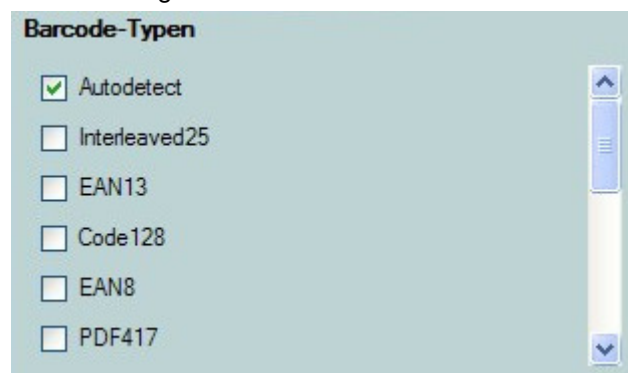 Barcode-Typen
Autodetect
Interleaved25
EAN13
Code128
EAN8
PDF417